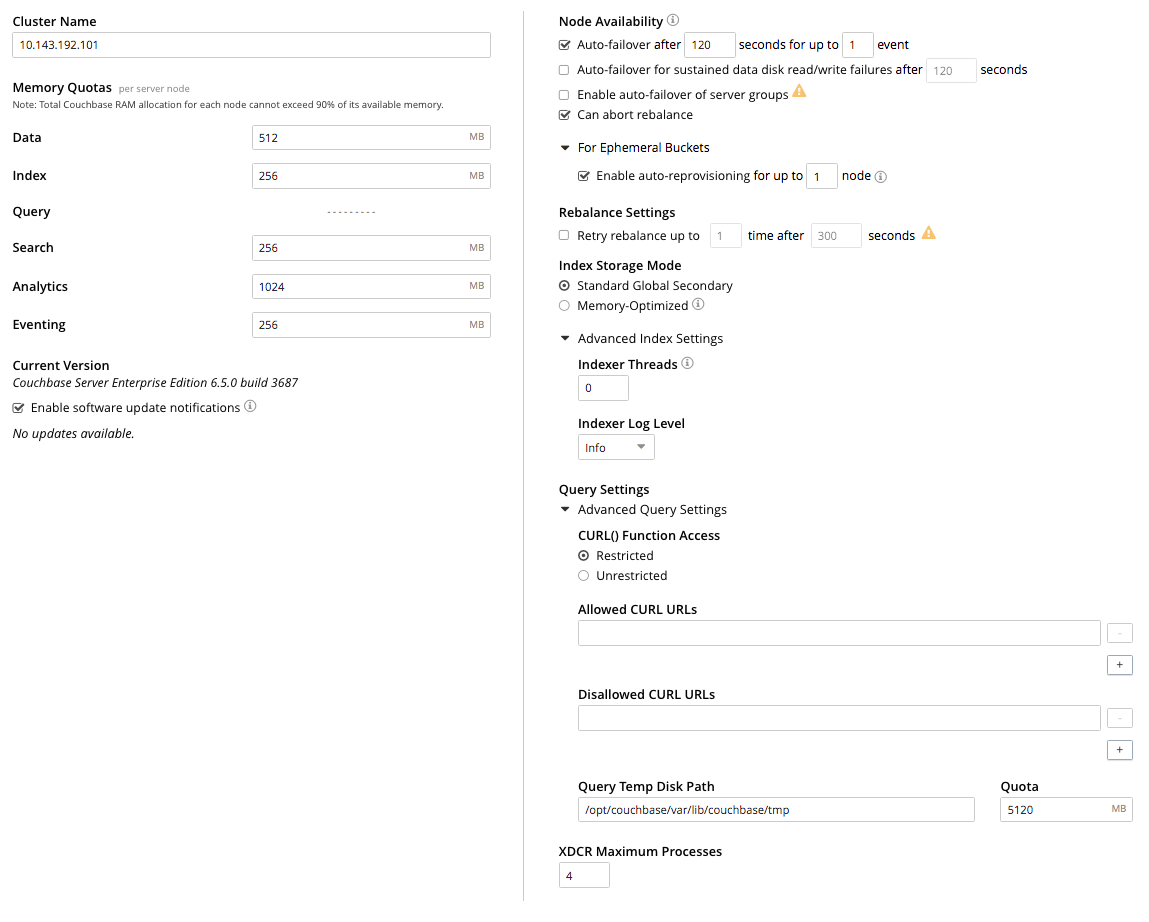 Cluster Name
10.143.192.101
Memory Quotas per server node
Note: Total Couchbase RAM allocation for each node cannot exceed 90% of its available memory.
Data 512 MB
Index 256 MB
Query ---------
Search 256 MB
Analytics 1024 MB
Eventing 256 MB
Current Version
Couchbase Server Enterprise Edition 6.5.0 build 3687
Enable software update notifications
No updates available.
Node Availability
Auto-failover after 120 seconds for up to 1 event
Auto-failover for sustained data disk read/write failures after 120 seconds
Enable auto-failover of server groups
Can abort rebalance
For Ephemeral Buckets
Enable auto-reprovisioning for up to 1 node
Rebalance Settings
Retry rebalance up to 1 time after 300 seconds
Index Storage Mode
Standard Global Secondary
Memory-Optimized
Advanced Index Settings
Indexer Threads
0
Indexer Log Level
Info
Query Settings
Advanced Query Settings
CURL() Function Access
Restricted
Unrestricted
Allowed CURL URLs
-
+
Disallowed CURL URLs
-
+
Query Temp Disk Path Quota
/opt/couchbase/var/lib/couchbase/tmp 5120 MB
XDCR Maximum Processes
4